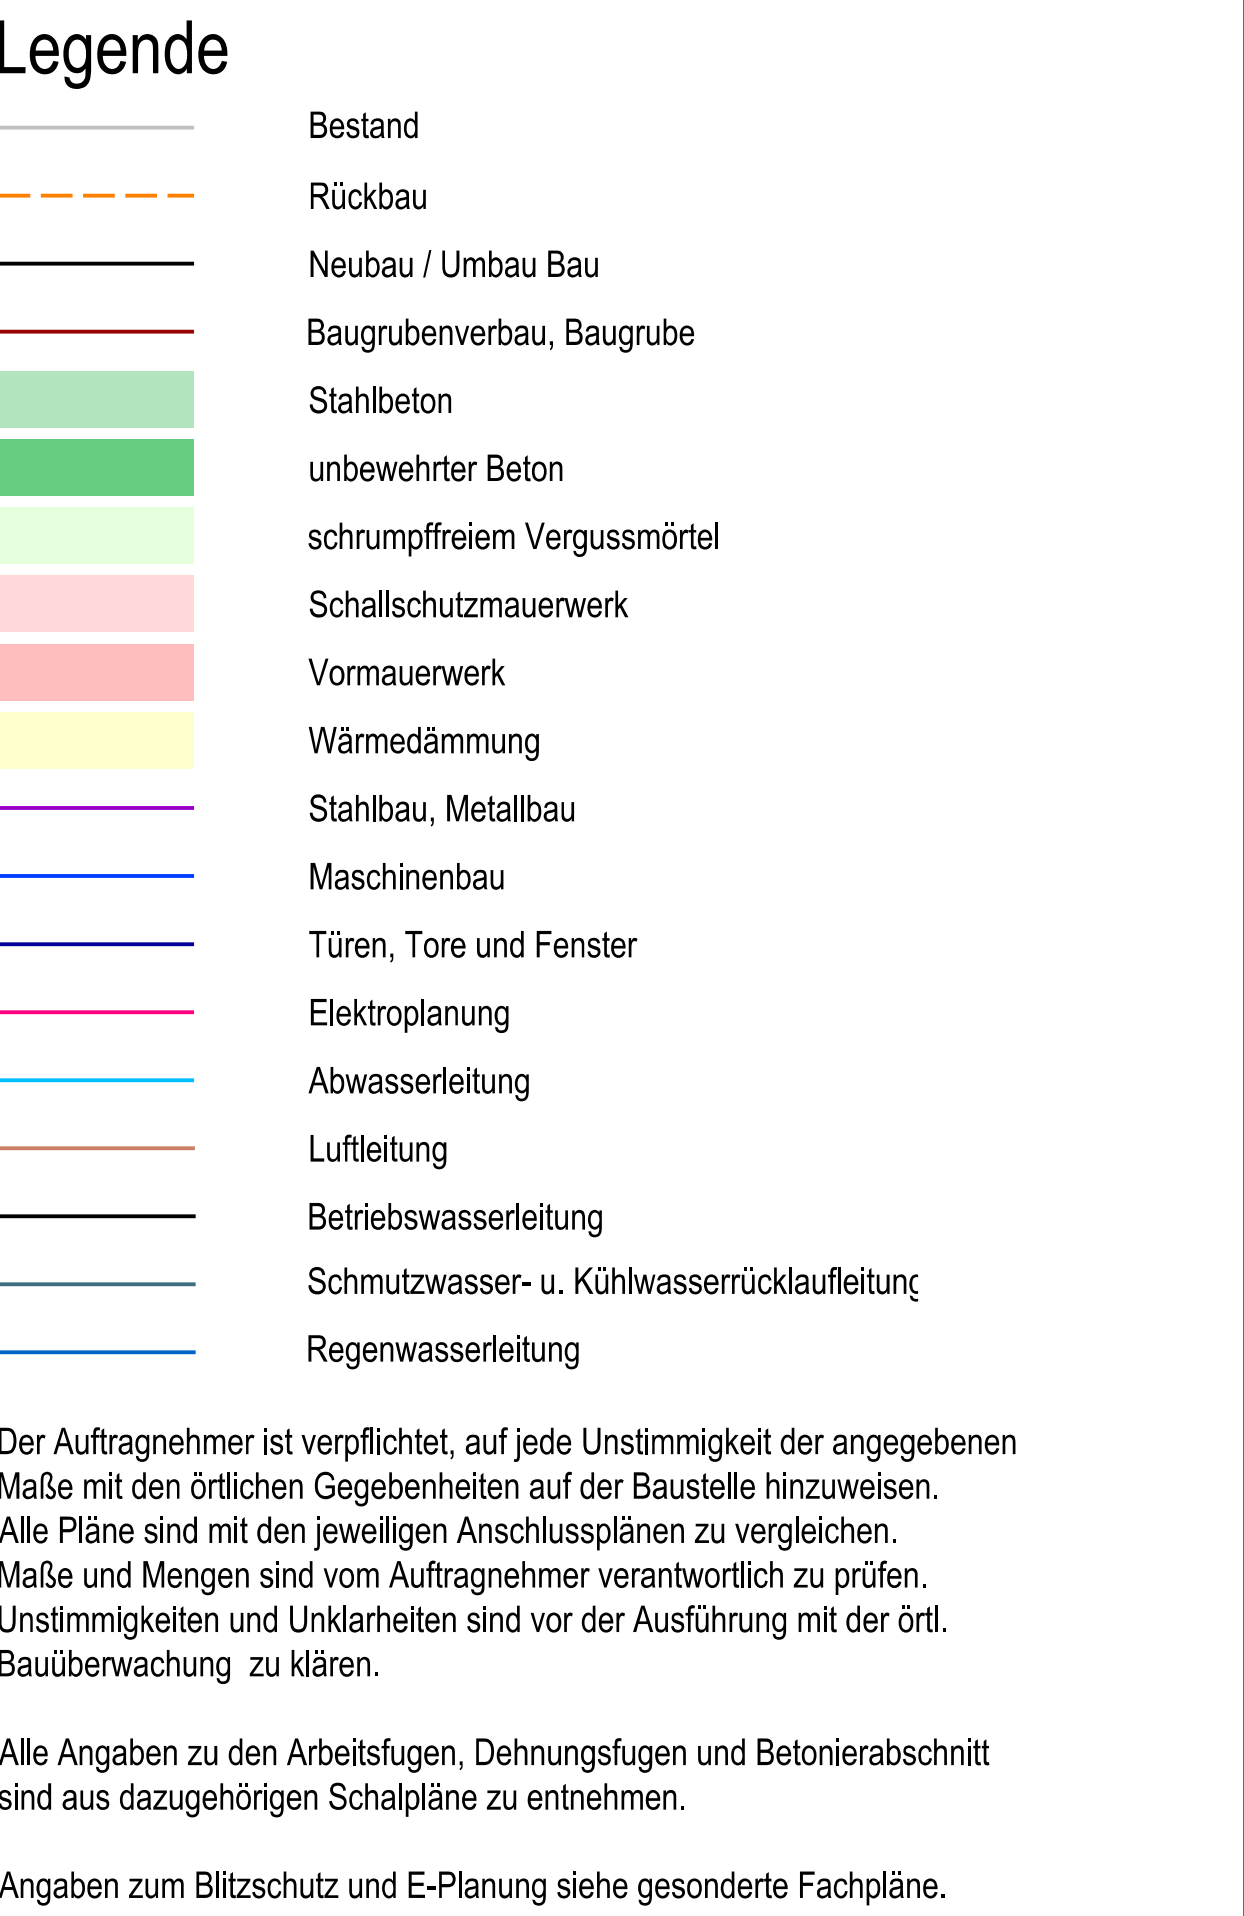 Legende
Bestand
Rückbau
Neubau / Umbau Bau
Baugrubenverbau, Baugrube
Stahlbeton
unbewehrter Beton
schrumpffreiem Vergussmörtel
Schallschutzmauerwerk
Vormauerwerk
Wärmedämmung
Stahlbau, Metallbau
Maschinenbau
Türen, Tore und Fenster
Elektroplanung
Abwasserleitung
Luftleitung
Betriebswasserleitung
Schmutzwasser- u. Kühlwasserrücklaufleitung
Regenwasserleitung
Der Auftragnehmer ist verpflichtet, auf jede Unstimmigkeit der angegebenen
Maße mit den örtlichen Gegebenheiten auf der Baustelle hinzuweisen.
Alle Pläne sind mit den jeweiligen Anschlussplänen zu vergleichen.
Maße und Mengen sind vom Auftragnehmer verantwortlich zu prüfen.
Unstimmigkeiten und Unklarheiten sind vor der Ausführung mit der örtl.
Bauüberwachung  zu klären.
Alle Angaben zu den Arbeitsfugen, Dehnungsfugen und Betonierabschnitt
sind aus dazugehörigen Schalpläne zu entnehmen.
Angaben zum Blitzschutz und E-Planung siehe gesonderte Fachpläne.